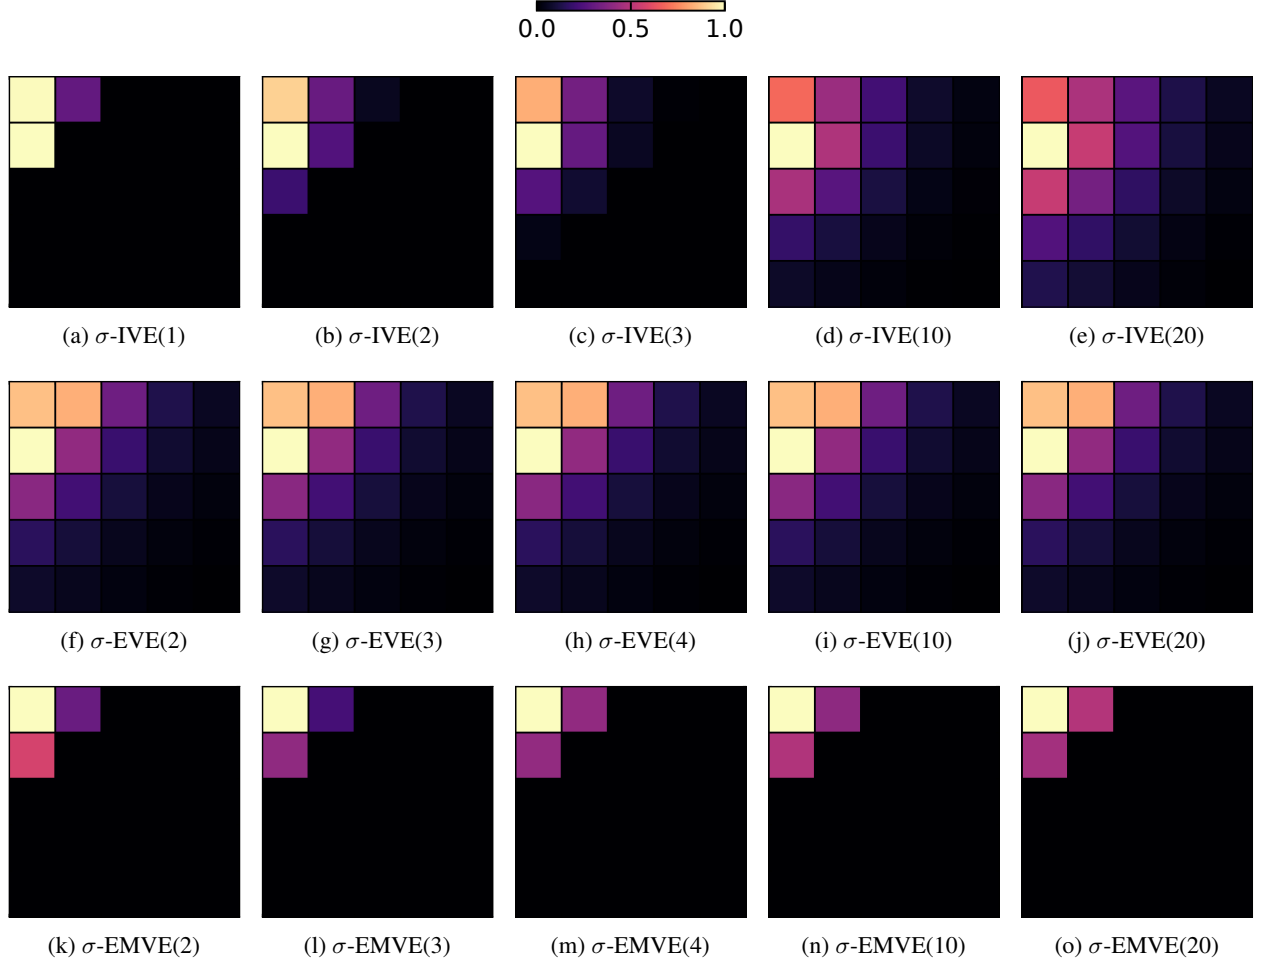 0.0 0.5 1.0
(a) σ-IVE(1) (b) σ-IVE(2) (c) σ-IVE(3) (d) σ-IVE(10) (e) σ-IVE(20)
(f) σ-EVE(2) (g) σ-EVE(3) (h) σ-EVE(4) (i) σ-EVE(10) (j) σ-EVE(20)
(k) σ-EMVE(2) (l) σ-EMVE(3) (m) σ-EMVE(4) (n) σ-EMVE(10) (o) σ-EMVE(20)